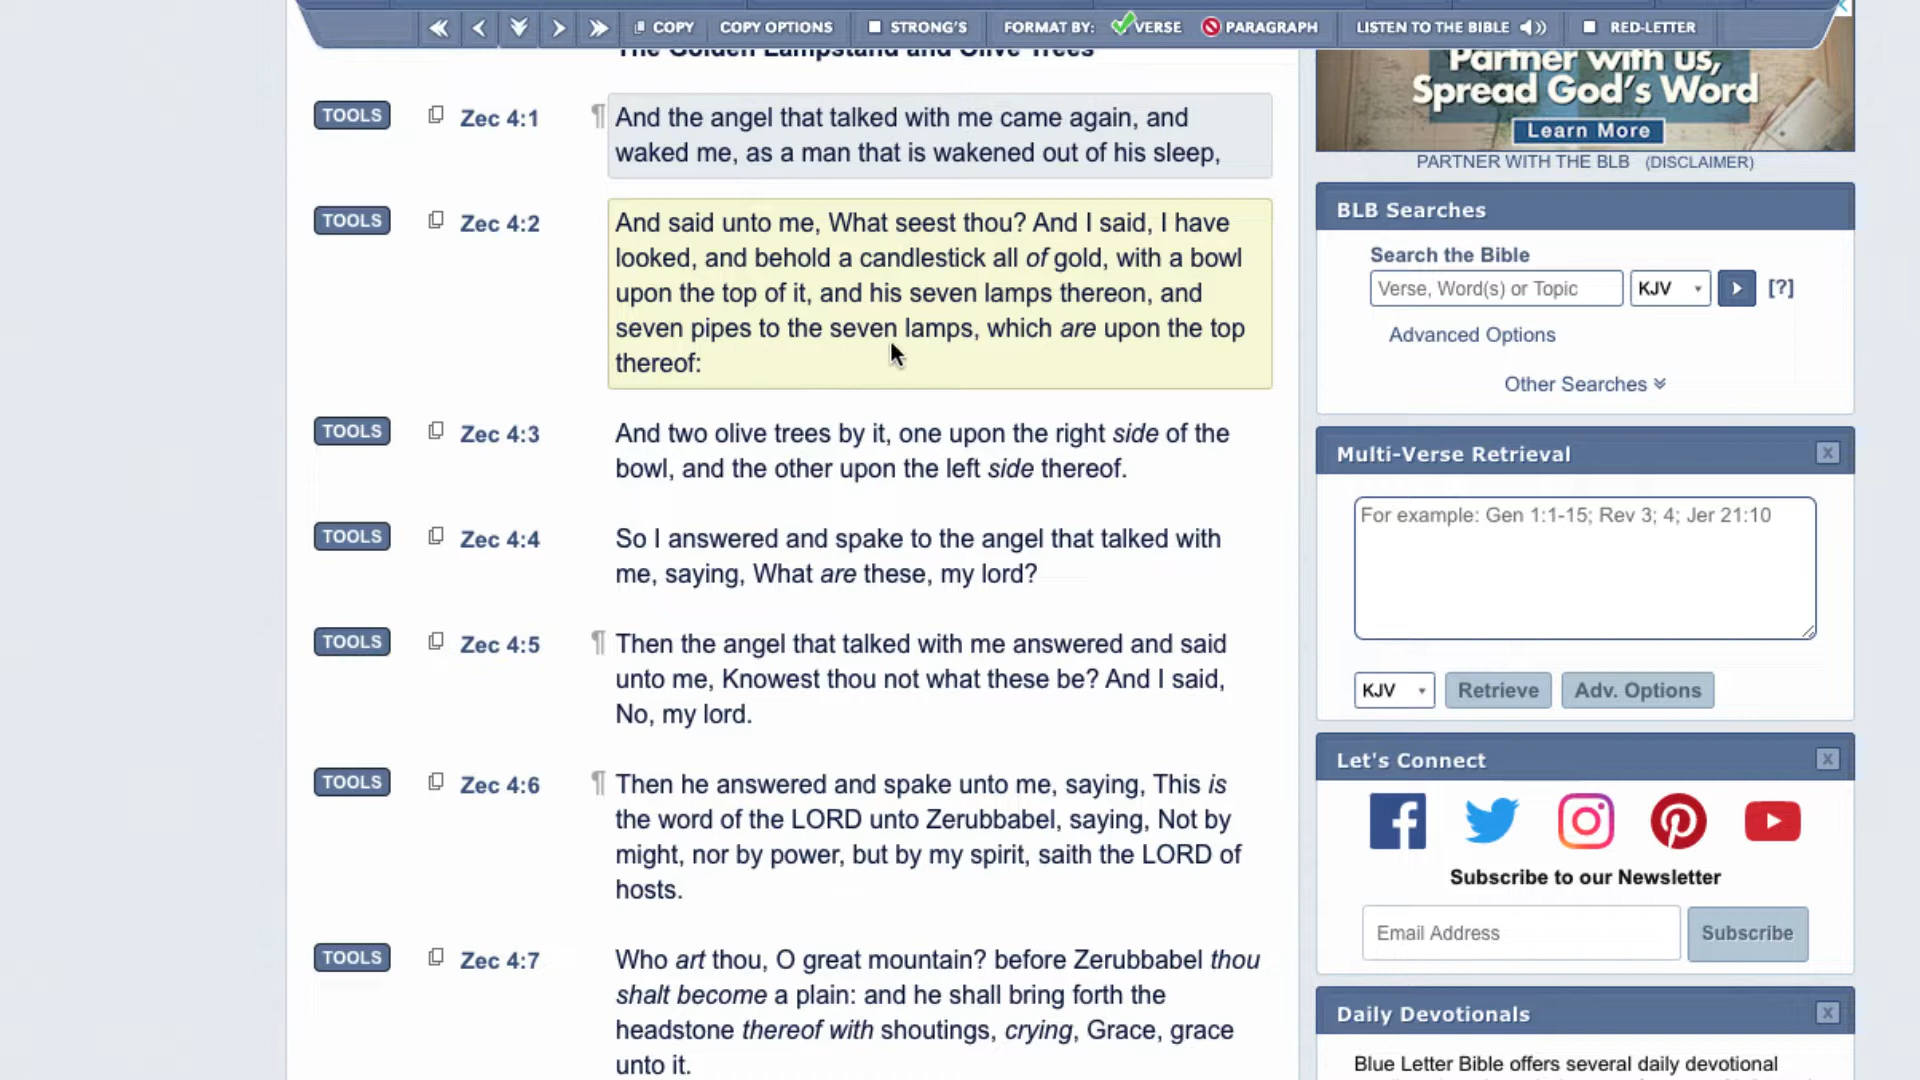 COPY COPY OPTIONS STRONG'S FORMAT BY: VERSE PARAGRAPH LISTEN TO THE BIBLE RED-LETTER
The Golden Lampstand and Olive Trees
TOOLS Zec 4:1 ¶ And the angel that talked with me came again, and
waked me, as a man that is wakened out of his sleep,
TOOLS Zec 4:2 And said unto me, What seest thou? And I said, I have
looked, and behold a candlestick all of gold, with a bowl
upon the top of it, and his seven lamps thereon, and
seven pipes to the seven lamps, which are upon the top
thereof:
TOOLS Zec 4:3 And two olive trees by it, one upon the right side of the
bowl, and the other upon the left side thereof.
TOOLS Zec 4:4 So I answered and spake to the angel that talked with
me, saying, What are these, my lord?
TOOLS Zec 4:5 ¶ Then the angel that talked with me answered and said
unto me, Knowest thou not what these be? And I said,
No, my lord.
TOOLS Zec 4:6 ¶ Then he answered and spake unto me, saying, This is
the word of the LORD unto Zerubbabel, saying, Not by
might, nor by power, but by my spirit, saith the LORD of
hosts.
TOOLS Zec 4:7 Who art thou, O great mountain? before Zerubbabel thou
shalt become a plain: and he shall bring forth the
headstone thereof with shoutings, crying, Grace, grace
unto it.
Partner with us,
Spread God's Word
Learn More
PARTNER WITH THE BLB (DISCLAIMER)
BLB Searches
Search the Bible
Verse, Word(s) or Topic KJV [?]
Advanced Options
Other Searches
Multi-Verse Retrieval x
For example: Gen 1:1-15; Rev 3; 4; Jer 21:10
KJV Retrieve Adv. Options
Let's Connect x
Subscribe to our Newsletter
Email Address Subscribe
Daily Devotionals x
Blue Letter Bible offers several daily devotional